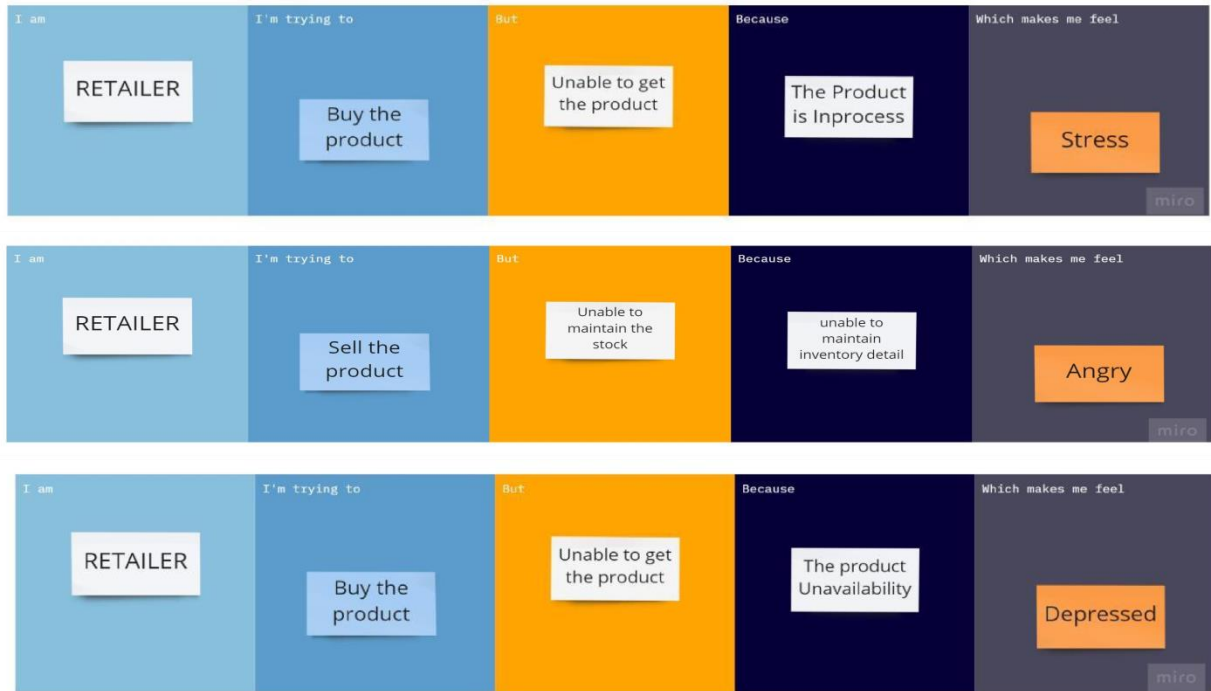 I am
I'm trying to
But
Because
Which makes me feel
RETAILER
Buy the
product
Unable to get
the product
The Product
is Inprocess
Stress
miro
I am
I'm trying to
But
Because
Which makes me feel
RETAILER
Sell the
product
Unable to
maintain the
stock
unable to
maintain
inventory detail
Angry
miro
I am
I'm trying to
But
Because
Which makes me feel
RETAILER
Buy the
product
Unable to get
the product
The product
Unavailability
Depressed
miro